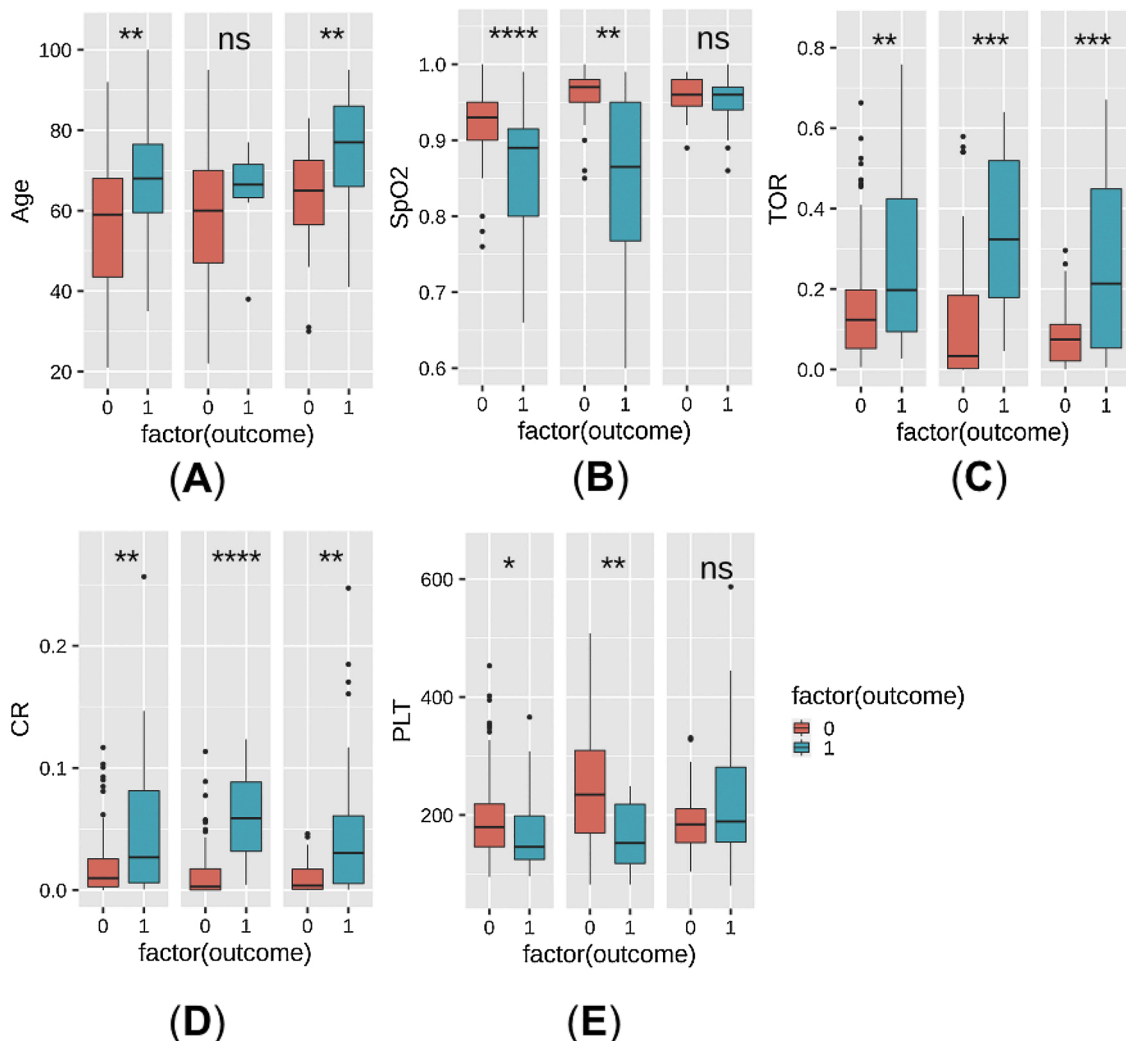 ** ns **
100
80
60
40
20
Age
0 1 0 1 0 1
factor(outcome)
(A)
**** ** ns
1.0
0.9
0.8
0.7
0.6
SpO2
0 1 0 1 0 1
factor(outcome)
(B)
** *** ***
0.8
0.6
0.4
0.2
0.0
TOR
0 1 0 1 0 1
factor(outcome)
(C)
** **** **
0.2
0.1
0.0
CR
0 1 0 1 0 1
factor(outcome)
(D)
* ** ns
600
400
200
PLT
0 1 0 1 0 1
factor(outcome)
(E)
factor(outcome)
0
1